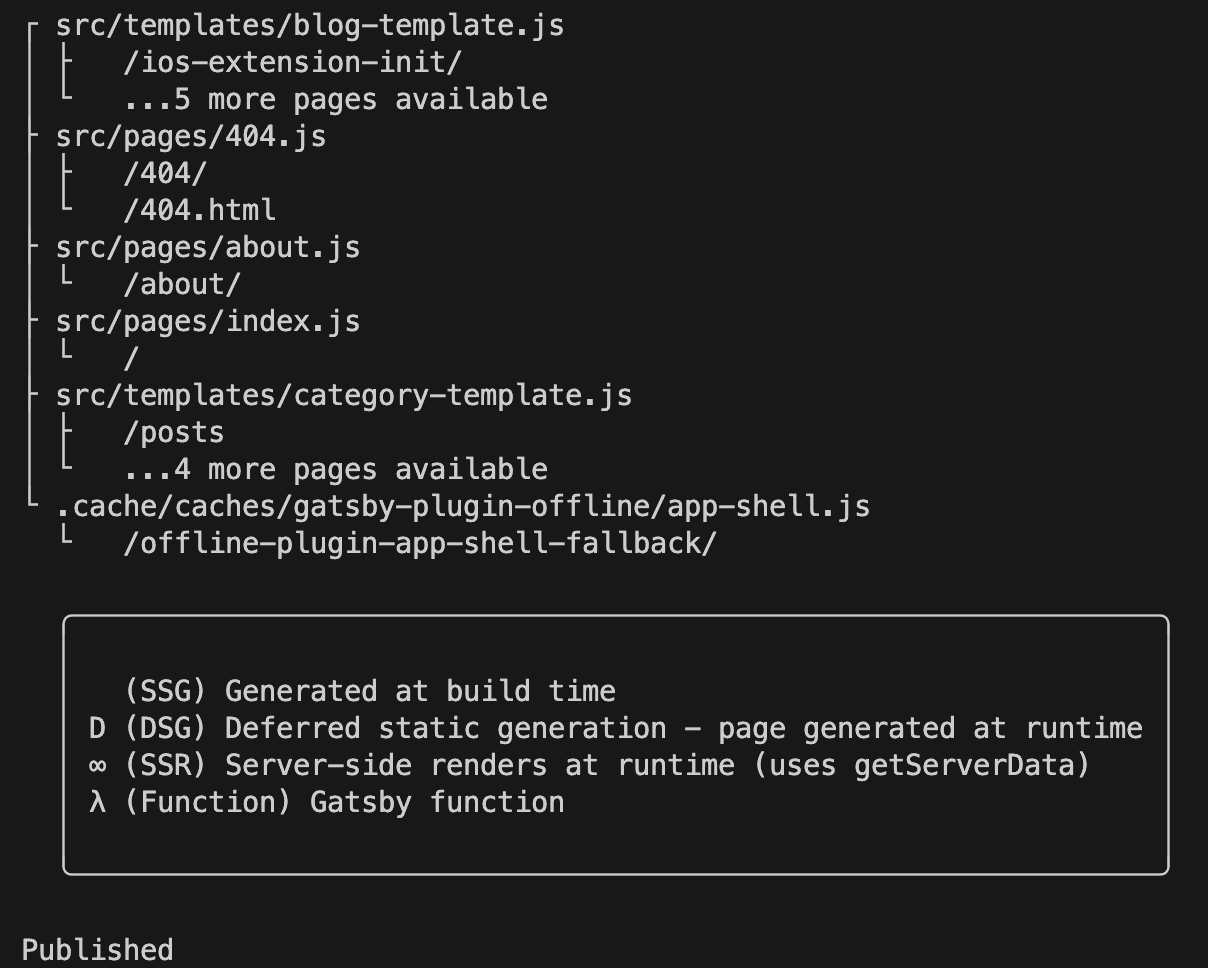 src/templates/blog-template.js
/ios-extension-init/
...5 more pages available
src/pages/404.js
/404/
/404.html
src/pages/about.js
/about/
src/pages/index.js
/
src/templates/category-template.js
/posts
...4 more pages available
.cache/caches/gatsby-plugin-offline/app-shell.js
/offline-plugin-app-shell-fallback/
(SSG) Generated at build time
D (DSG) Deferred static generation - page generated at runtime
∞ (SSR) Server-side renders at runtime (uses getServerData)
λ (Function) Gatsby function
Published